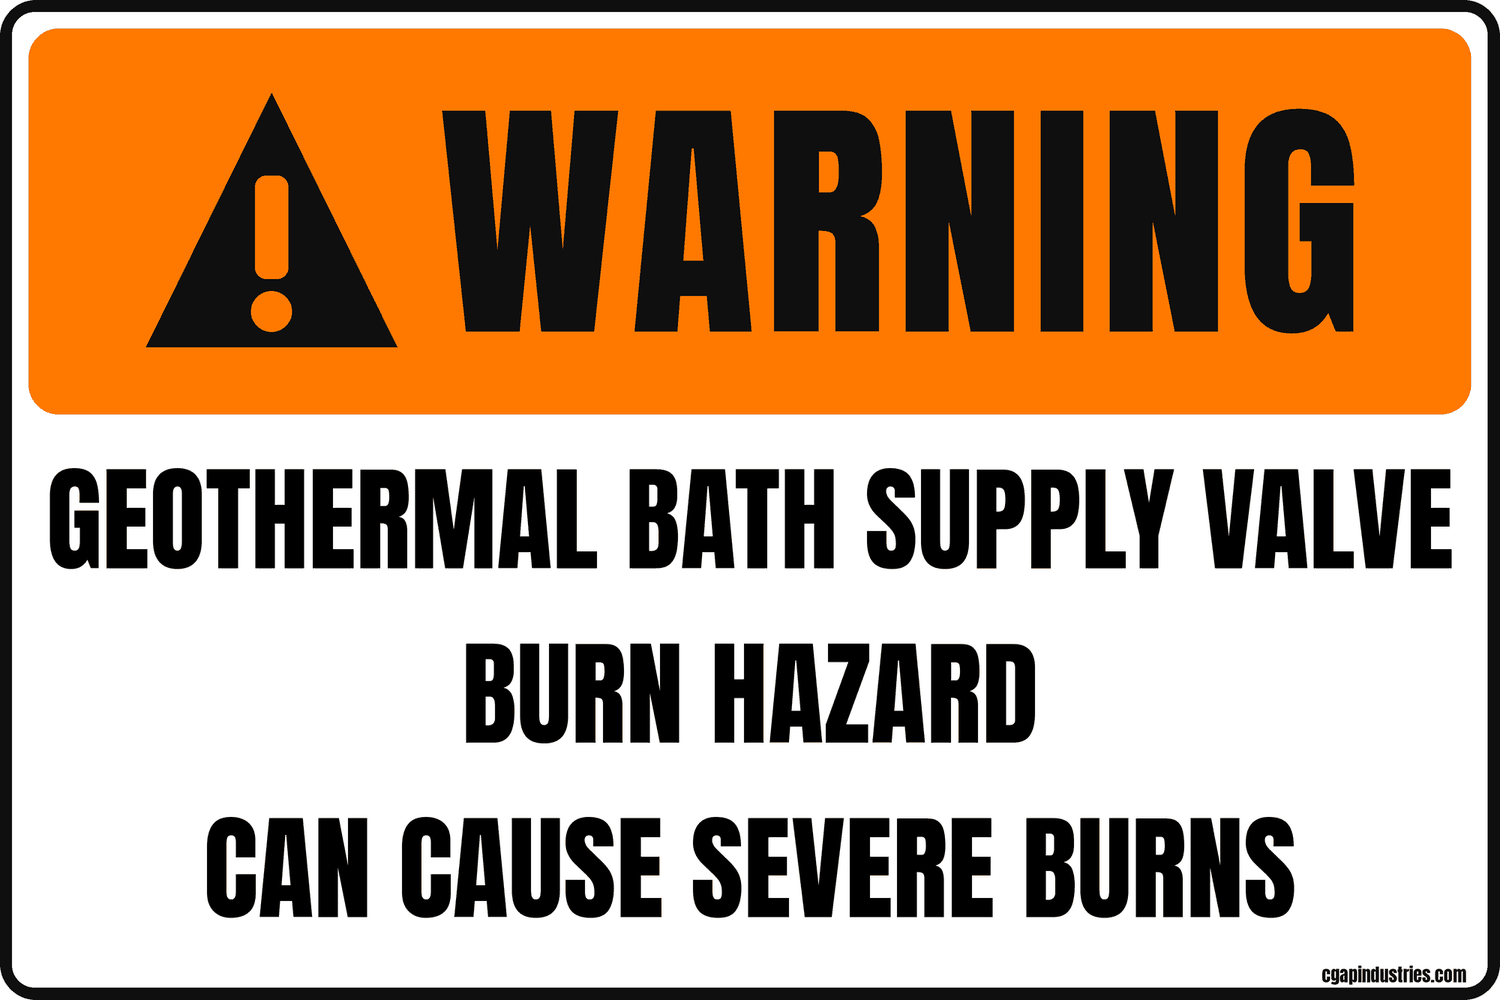 WARNING
GEOTHERMAL BATH SUPPLY VALVE
BURN HAZARD
CAN CAUSE SEVERE BURNS
cgapindustries.com